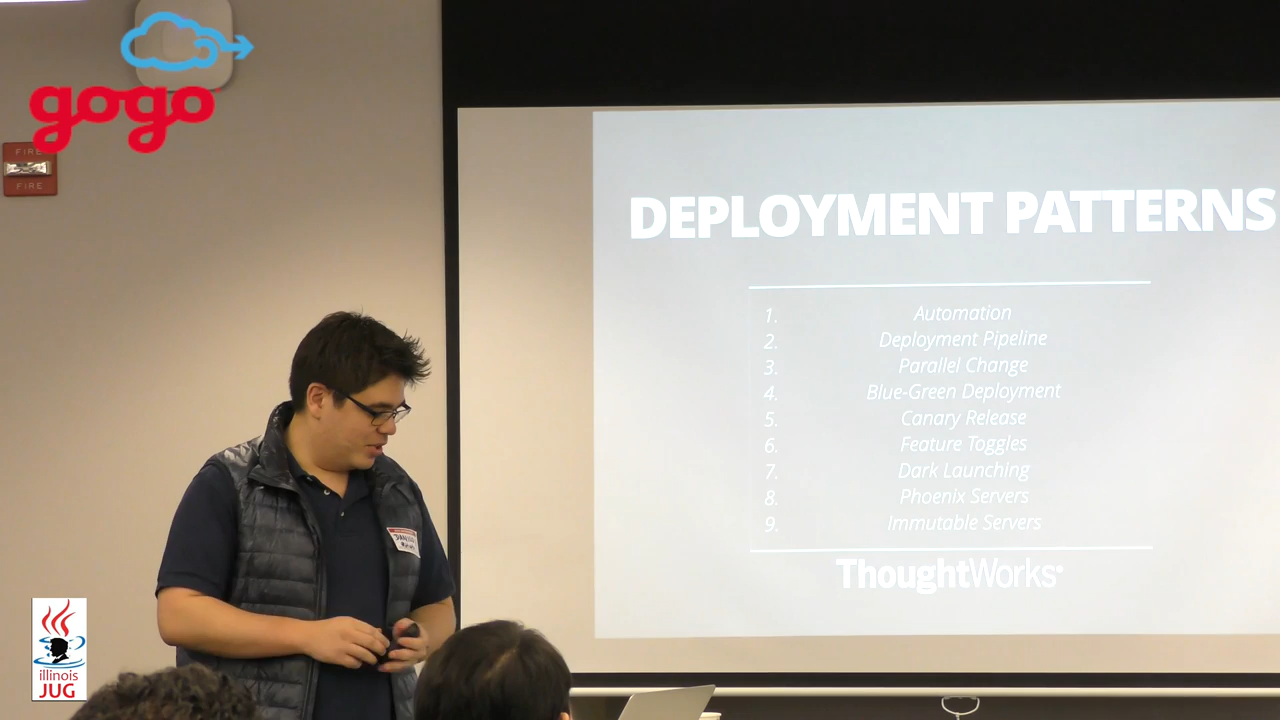 gogo
FIRE
FIRE
DEPLOYMENT PATTERNS
1. Automation
2. Deployment Pipeline
3. Parallel Change
4. Blue-Green Deployment
5. Canary Release
6. Feature Toggles
7. Dark Launching
8. Phoenix Servers
9. Immutable Servers
ThoughtWorks
illinois
JUG